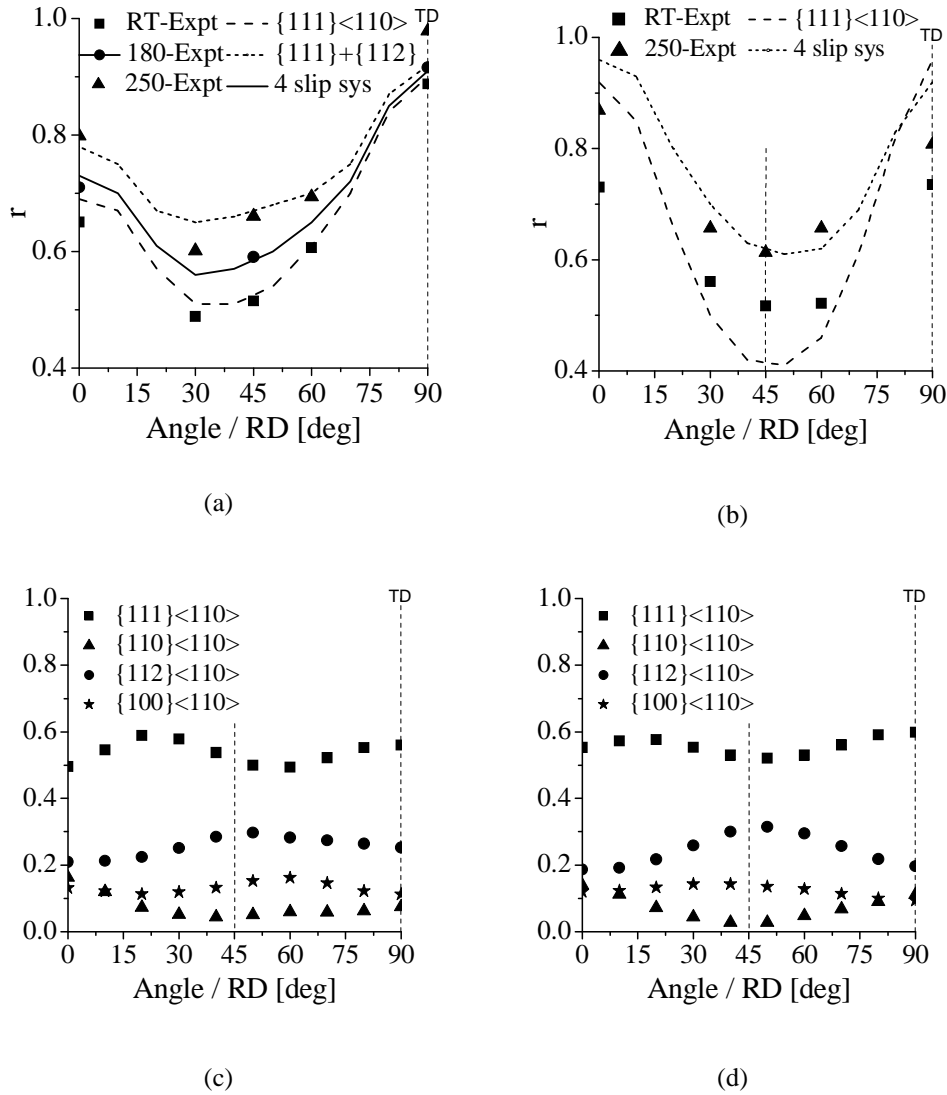 RT-Expt {111}<110>
180-Expt {111}+{112}
250-Expt 4 slip sys
TD
1.0
0.8
0.6
0.4
r
0 15 30 45 60 75 90
Angle / RD [deg]
(a)
RT-Expt {111}<110>
250-Expt 4 slip sys
TD
1.0
0.8
0.6
0.4
r
0 15 30 45 60 75 90
Angle / RD [deg]
(b)
TD
{111}<110>
{110}<110>
{112}<110>
{100}<110>
1.0
0.8
0.6
0.4
0.2
0.0
0 15 30 45 60 75 90
Angle / RD [deg]
(c)
TD
{111}<110>
{110}<110>
{112}<110>
{100}<110>
1.0
0.8
0.6
0.4
0.2
0.0
0 15 30 45 60 75 90
Angle / RD [deg]
(d)